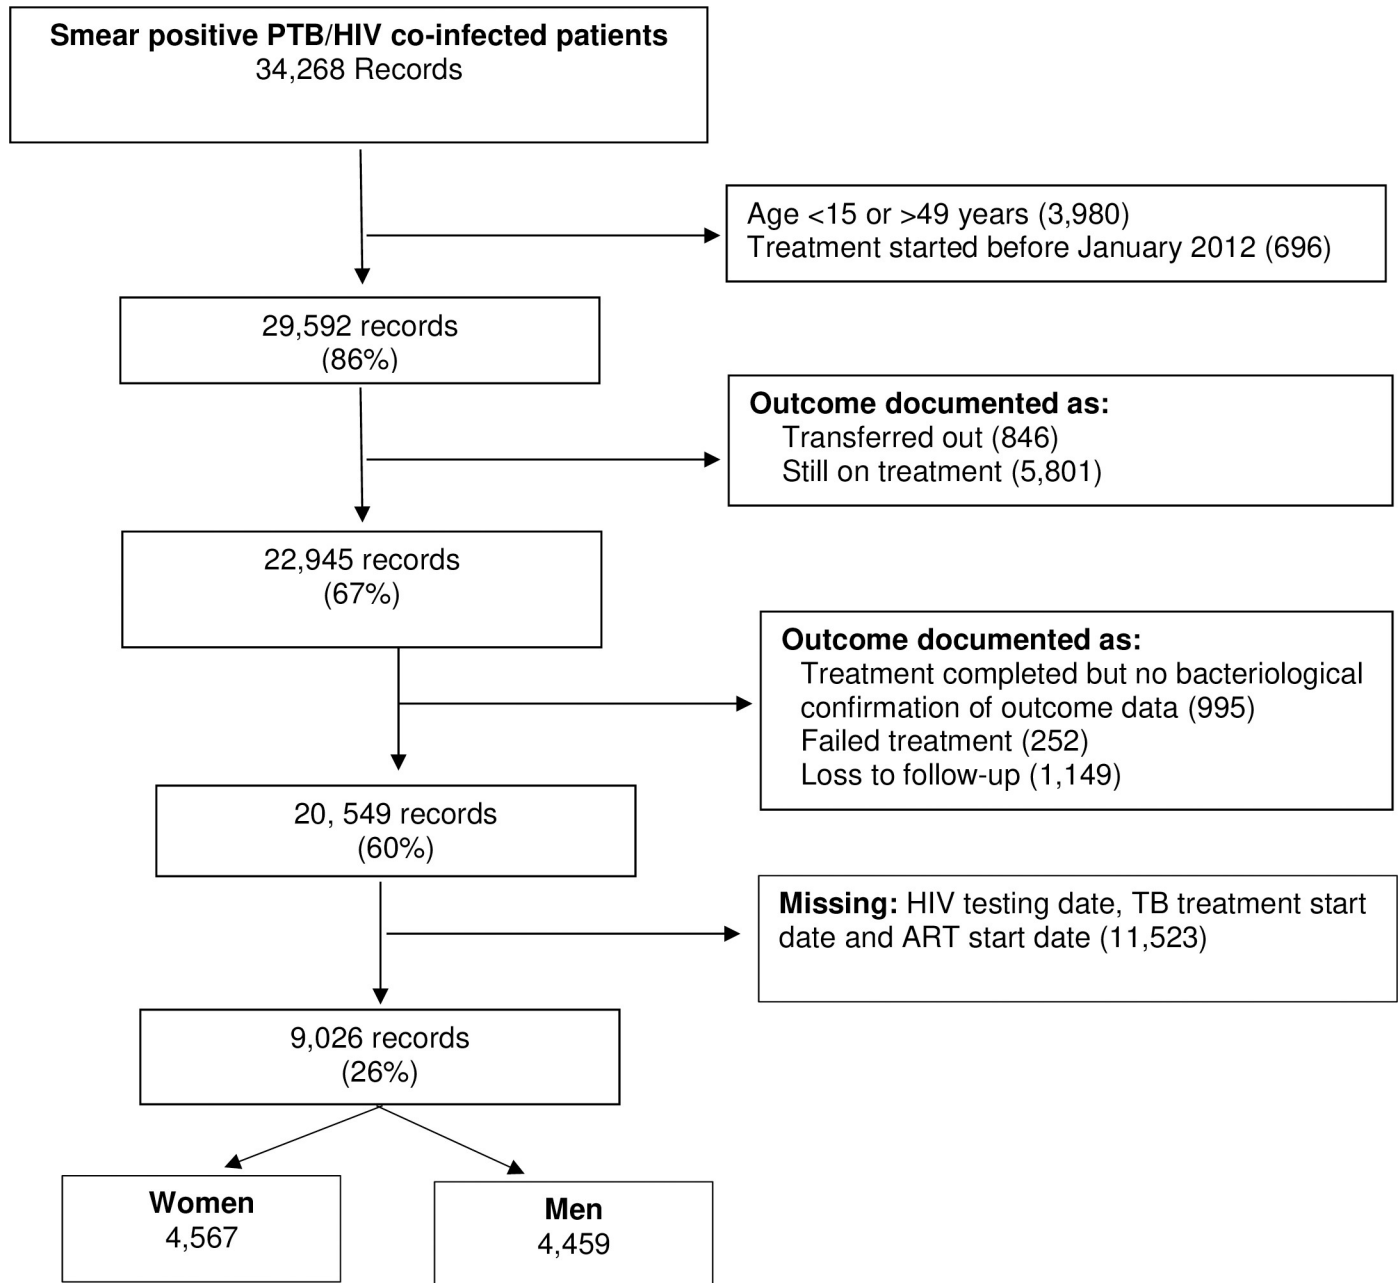 Smear positive PTB/HIV co-infected patients
34,268 Records
Age <15 or >49 years (3,980)
Treatment started before January 2012 (696)
29,592 records
(86%)
Outcome documented as:
Transferred out (846)
Still on treatment (5,801)
22,945 records
(67%)
Outcome documented as:
Treatment completed but no bacteriological
confirmation of outcome data (995)
Failed treatment (252)
Loss to follow-up (1,149)
20, 549 records
(60%)
Missing: HIV testing date, TB treatment start
date and ART start date (11,523)
9,026 records
(26%)
Women
4,567
Men
4,459